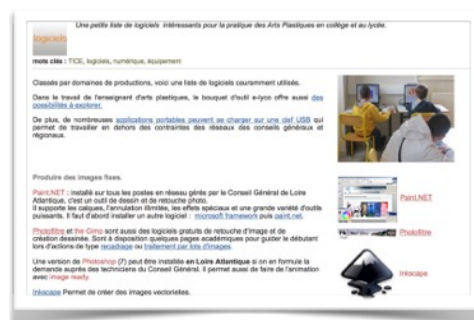 Une petite liste de logiciels intéressants pour la pratique des Arts Plastiques en collège et au lycée.
logiciels
mots clés : TICE, logiciels, numérique, équipement
Classés par domaines de productions, voici une liste de logiciels couramment utilisés.
Dans le travail de l'enseignant d'arts plastiques, le bouquet d'outil e-lyco offre aussi des
possibilités à explorer.
De plus, de nombreuses applications portables peuvent se charger sur une clef USB qui
permet de travailler en dehors des contraintes des réseaux des conseils généraux et
régionaux.
Produire des images fixes.
Paint.NET : installé sur tous les postes en réseau gérés par le Conseil Général de Loire
Atlantique, c'est un outil de dessin et de retouche photo.
Il supporte les calques, l'annulation illimitée, les effets spéciaux et une grande variété d'outils
puissants. Il faut d'abord installer un autre logiciel : microsoft framework puis paint.net.
Paint.NET
Photofiltre et the Gimp sont aussi des logiciels gratuits de retouche d'image et de
création dessinée. Sont à disposition quelques pages académiques pour guider le débutant
lors d'actions de type recadrage ou traitement par lots d'images.
Photofiltre
Une version de Photoshop (7) peut être installée en Loire Atlantique si on en formule la
demande auprès des techniciens du Conseil Général. Il permet aussi de faire de l'animation
avec image ready.
Inkscape
Inkscape Permet de créer des images vectorielles.